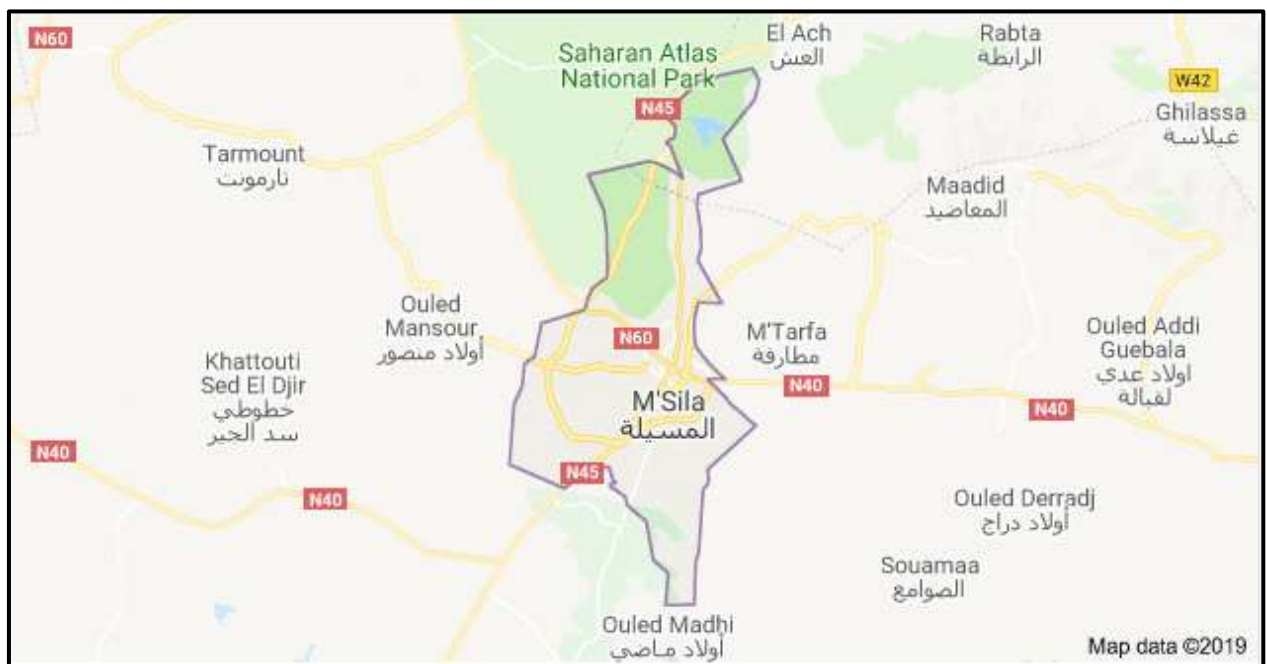 N60
El Ach
العش
Rabta
الرابطة
Saharan Atlas
National Park
W42
N45
Ghilassa
غيلاسة
Tarmount
تارمونت
Maadid
المعاضيد
Ouled
Mansour
أولاد منصور
N60
M'Tarfa
مطارفة
Ouled Addi
Guebala
اولاد عدي
لقبالة
Khattouti
Sed El Djir
خطوطي
سد الجير
N40
M'Sila
المسيلة
N40
N40
N45
N40
Ouled Derradj
أولاد دراج
Souamaa
الصوامع
Ouled Madhi
أولاد ماضي
Map data ©2019